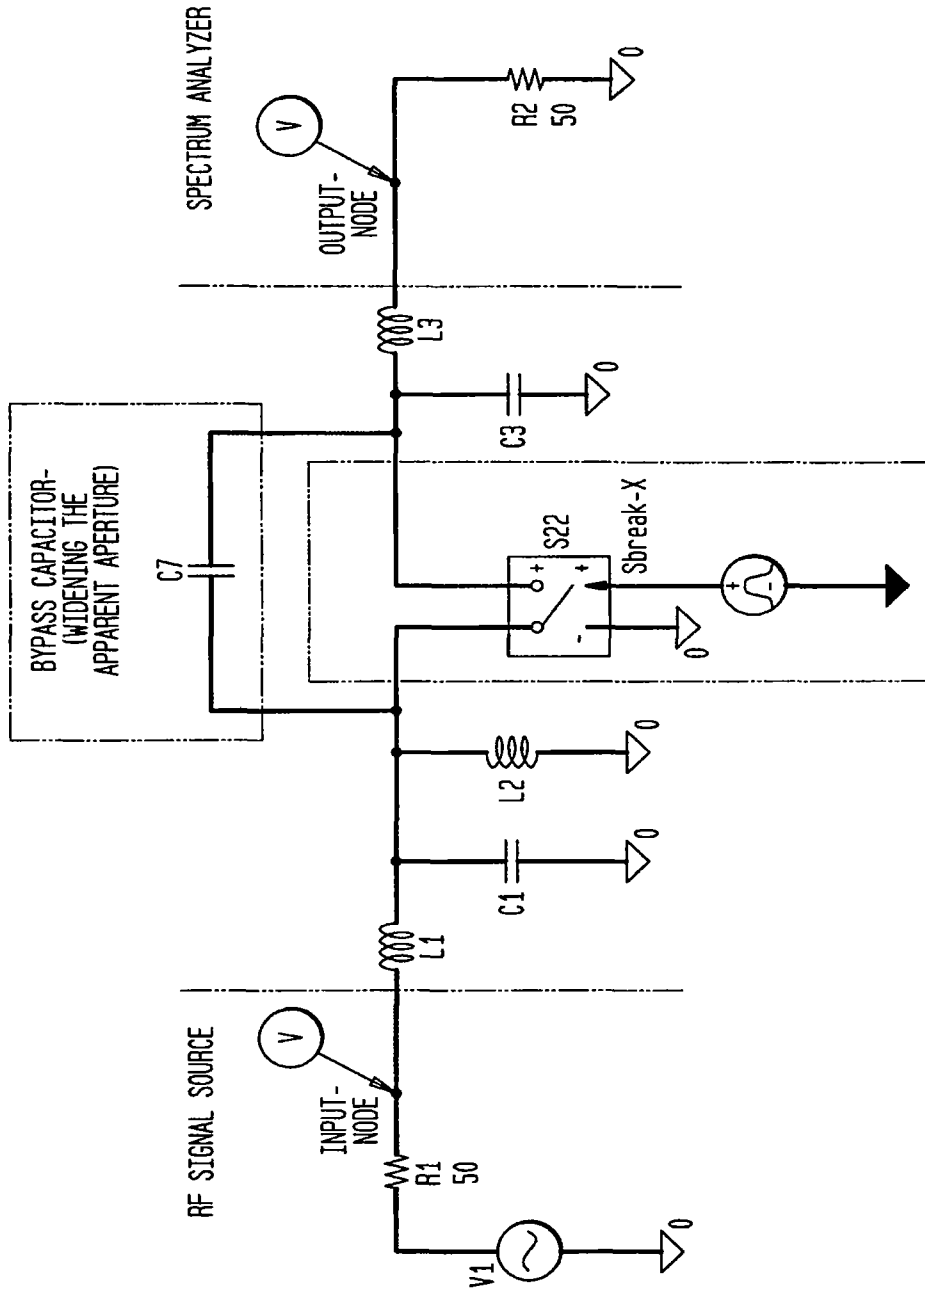 RF SIGNAL SOURCE
SPECTRUM ANALYZER
BYPASS CAPACITOR-
(WIDENING THE
APPARENT APERTURE)
C7
V
INPUT-
NODE
V
OUTPUT-
NODE
V1
0
R1
50
L1
C1
0
L2
0
+
S22
+
-
Sbreak-X
0
+
-
C3
0
L3
R2
50
0